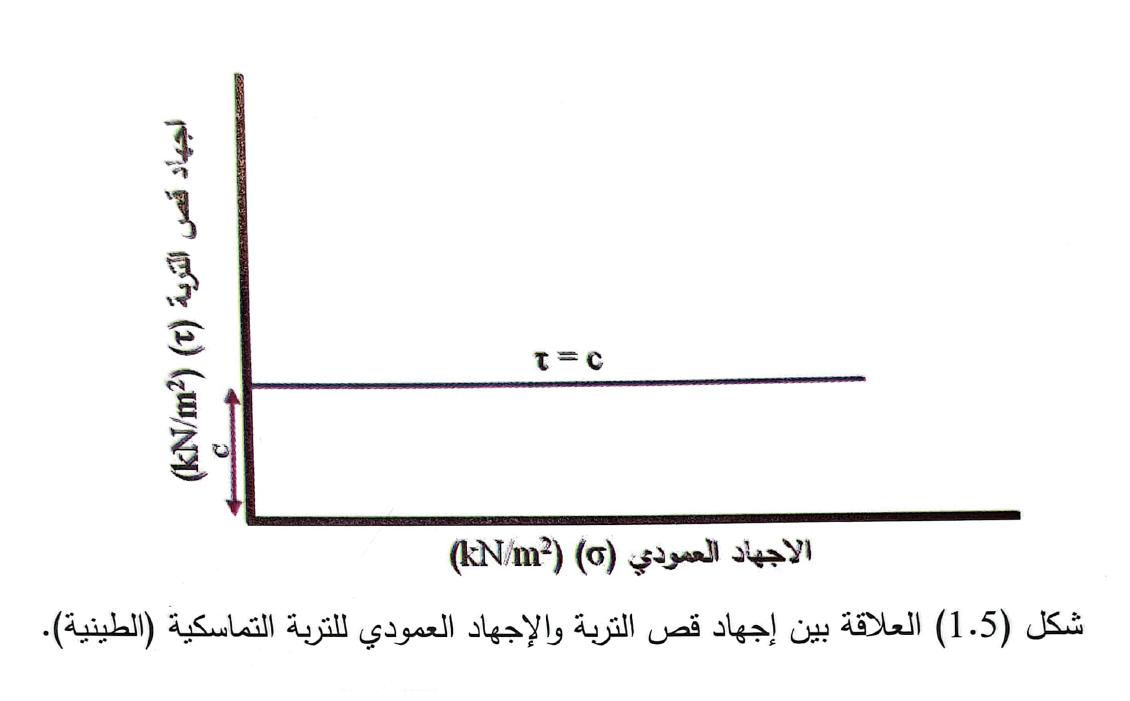 اجهاد قص التربة (τ) (kN/m²)
τ = c
c
الاجهاد العمودي (σ) (kN/m²)
شكل (1.5) العلاقة بين إجهاد قص التربة والإجهاد العمودي للتربة التماسكية (الطينية).